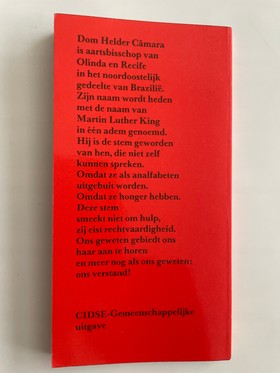 Dom Helder Câmara
is aartsbisschop van
Olinda en Recife
in het noordoostelijk
gedeelte van Brazilië.
Zijn naam wordt heden
met de naam van
Martin Luther King
in één adem genoemd.
Hij is de stem geworden
van hen, die niet zelf
kunnen spreken.
Omdat ze als analfabeten
uitgebuit worden.
Omdat ze honger hebben.
Deze stem
smeekt niet om hulp,
zij eist rechtvaardigheid.
Ons geweten gebiedt ons
haar aan te horen
en meer nog als ons geweten:
ons verstand!
CIDSE-Gemeenschappelijke
uitgave